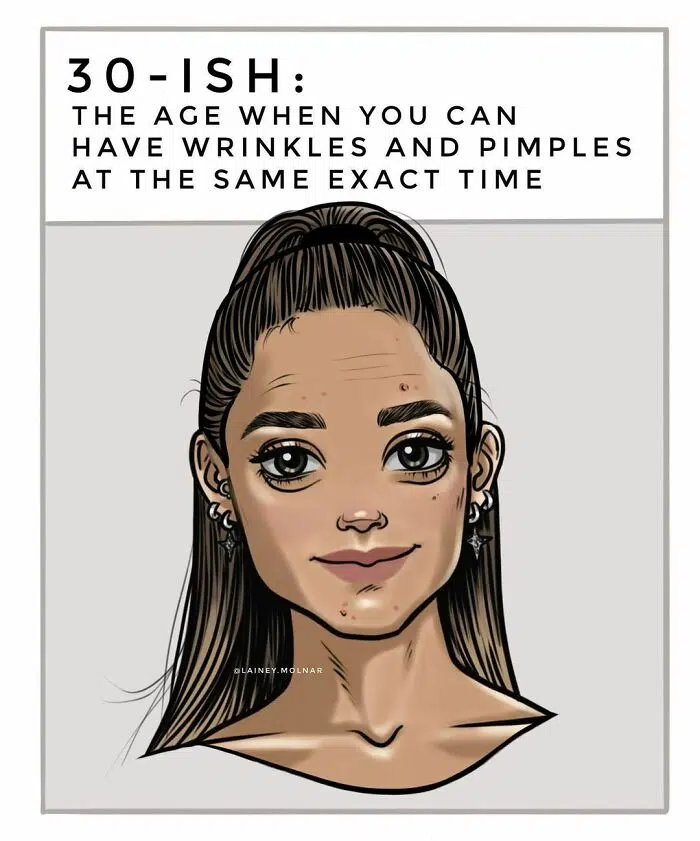 30-ISH:
THE AGE WHEN YOU CAN
HAVE WRINKLES AND PIMPLES
AT THE SAME EXACT TIME
@LAINEY.MOLNAR